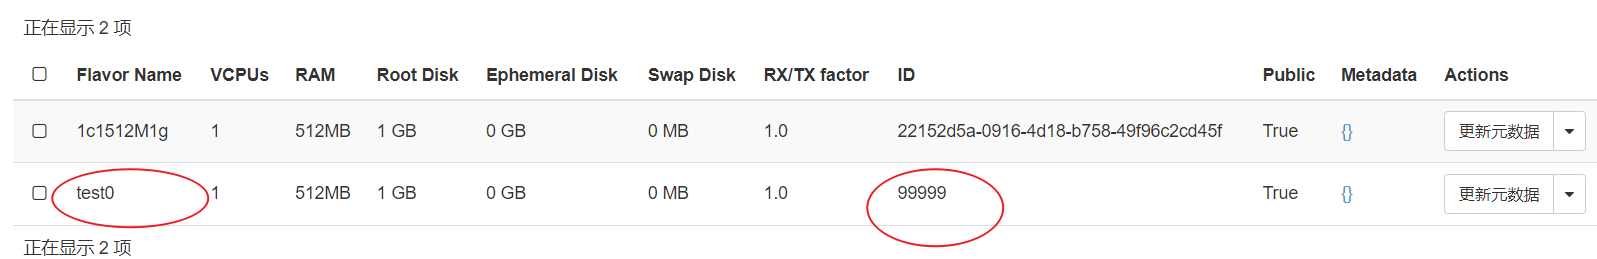 正在显示 2 项
Flavor Name VCPUs RAM Root Disk Ephemeral Disk Swap Disk RX/TX factor ID Public Metadata Actions
1c1512M1g 1 512MB 1 GB 0 GB 0 MB 1.0 22152d5a-0916-4d18-b758-49f96c2cd45f True {} 更新元数据
test0 1 512MB 1 GB 0 GB 0 MB 1.0 99999 True {} 更新元数据
正在显示 2 项